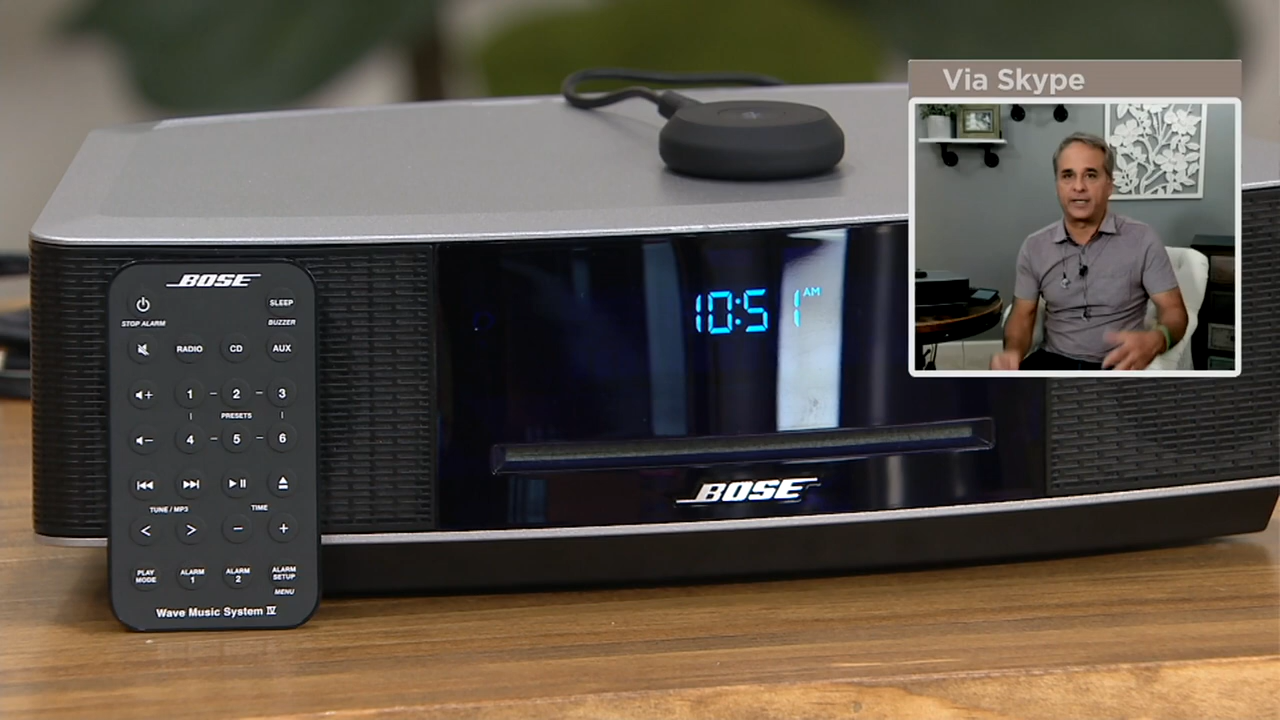 Via Skype
10:51 AM
BOSE
BOSE
STOP ALARM
SLEEP
BUZZER
RADIO CD AUX
+ 1 - 2 - 3
PRESETS
- 4 - 5 - 6
TUNE / MP3 TIME
< > - +
PLAY MODE ALARM 1 ALARM 2 ALARM SETUP
MENU
Wave Music System IV